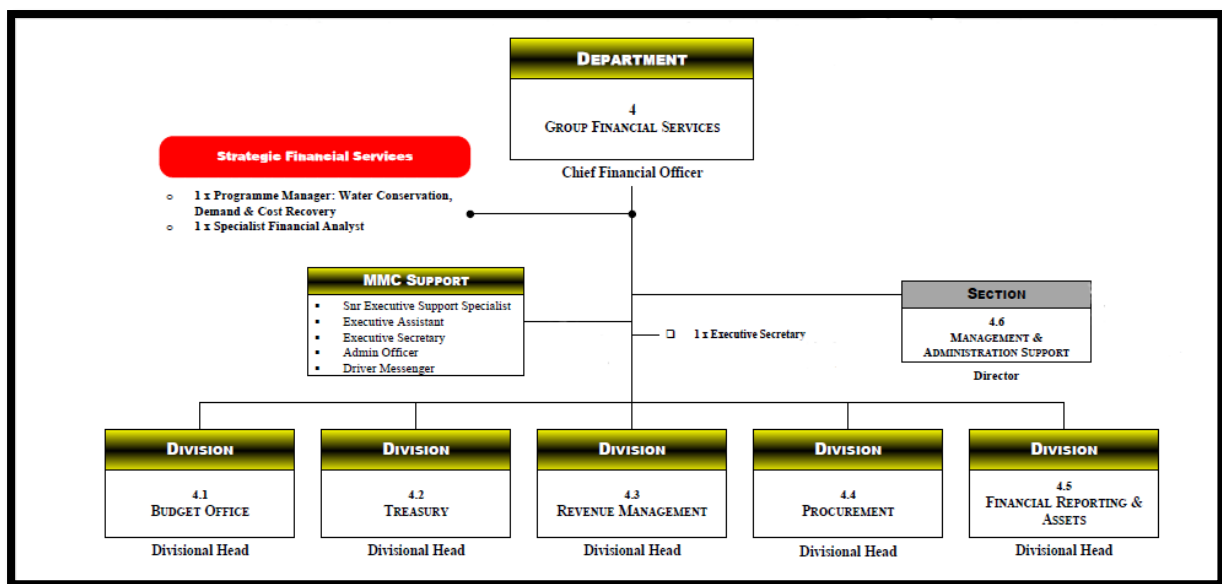 DEPARTMENT
4
GROUP FINANCIAL SERVICES
Chief Financial Officer
Strategic Financial Services
o 1 x Programme Manager: Water Conservation,
Demand & Cost Recovery
o 1 x Specialist Financial Analyst
MMC SUPPORT
▪ Snr Executive Support Specialist
▪ Executive Assistant
▪ Executive Secretary
▪ Admin Officer
▪ Driver Messenger
❑ 1 x Executive Secretary
SECTION
4.6
MANAGEMENT &
ADMINISTRATION SUPPORT
Director
DIVISION
4.1
BUDGET OFFICE
Divisional Head
DIVISION
4.2
TREASURY
Divisional Head
DIVISION
4.3
REVENUE MANAGEMENT
Divisional Head
DIVISION
4.4
PROCUREMENT
Divisional Head
DIVISION
4.5
FINANCIAL REPORTING &
ASSETS
Divisional Head